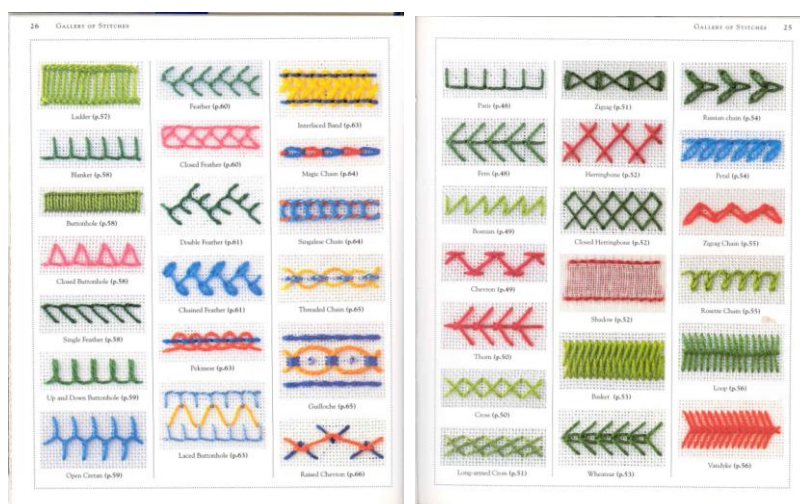 26 GALLERY OF STITCHES
Ladder (p.57)
Blanket (p.58)
Buttonhole (p.58)
Closed Buttonhole (p.58)
Single Feather (p.58)
Up and Down Buttonhole (p.59)
Open Cretan (p.59)
Feather (p.60)
Closed Feather (p.60)
Double Feather (p.61)
Chained Feather (p.61)
Pekinese (p.63)
Laced Buttonhole (p.63)
Interlaced Band (p.63)
Magic Chain (p.64)
Singalese Chain (p.64)
Threaded Chain (p.65)
Guilloche (p.65)
Raised Chevron (p.66)
GALLERY OF STITCHES 25
Paris (p.48)
Fern (p.48)
Bosnian (p.49)
Chevron (p.49)
Thorn (p.50)
Cross (p.50)
Long-armed Cross (p.51)
Zigzag (p.51)
Herringbone (p.52)
Closed Herringbone (p.52)
Shadow (p.52)
Basket (p.53)
Wheatear (p.53)
Russian chain (p.54)
Petal (p.54)
Zigzag Chain (p.55)
Rosette Chain (p.55)
Loop (p.56)
Vandyke (p.56)